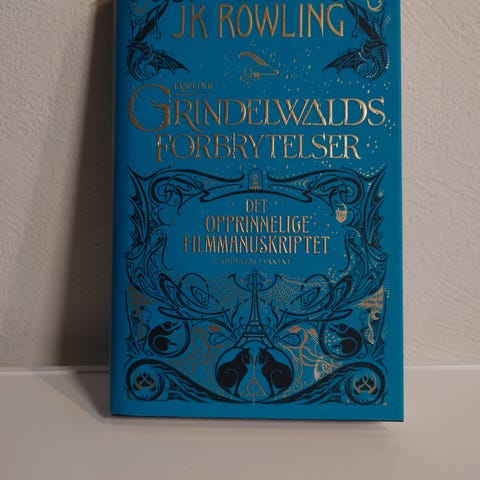 J.K. ROWLING
FABELDYR
GRINDELWALDS
FORBRYTELSER
DET
OPPRINNELIGE
FILMMANUSKRIPTET
CAPPELEN DAMM